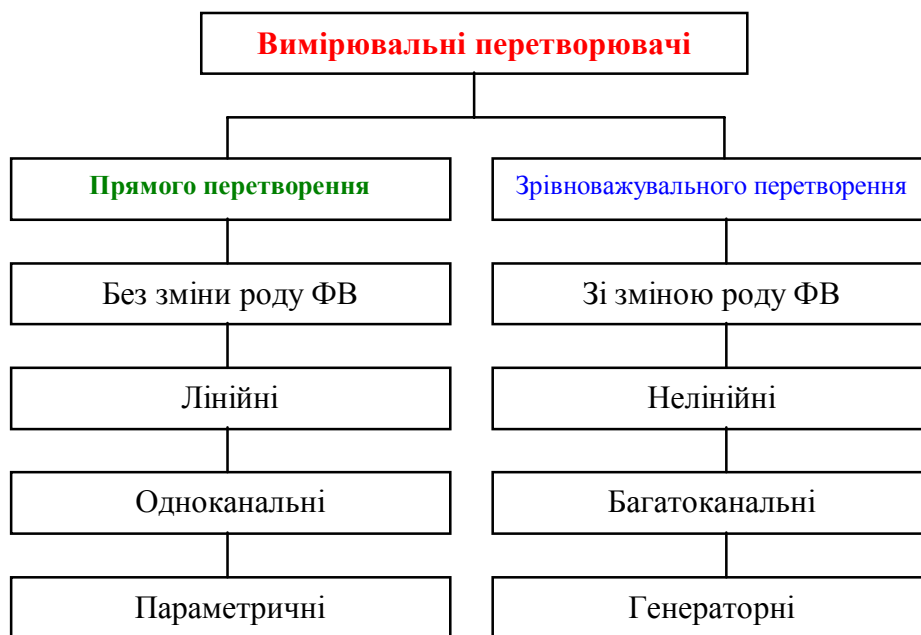 Вимірювальні перетворювачі
Прямого перетворення
Зрівноважувального перетворення
Без зміни роду ФВ
Зі зміною роду ФВ
Лінійні
Нелінійні
Одноканальні
Багатоканальні
Параметричні
Генераторні